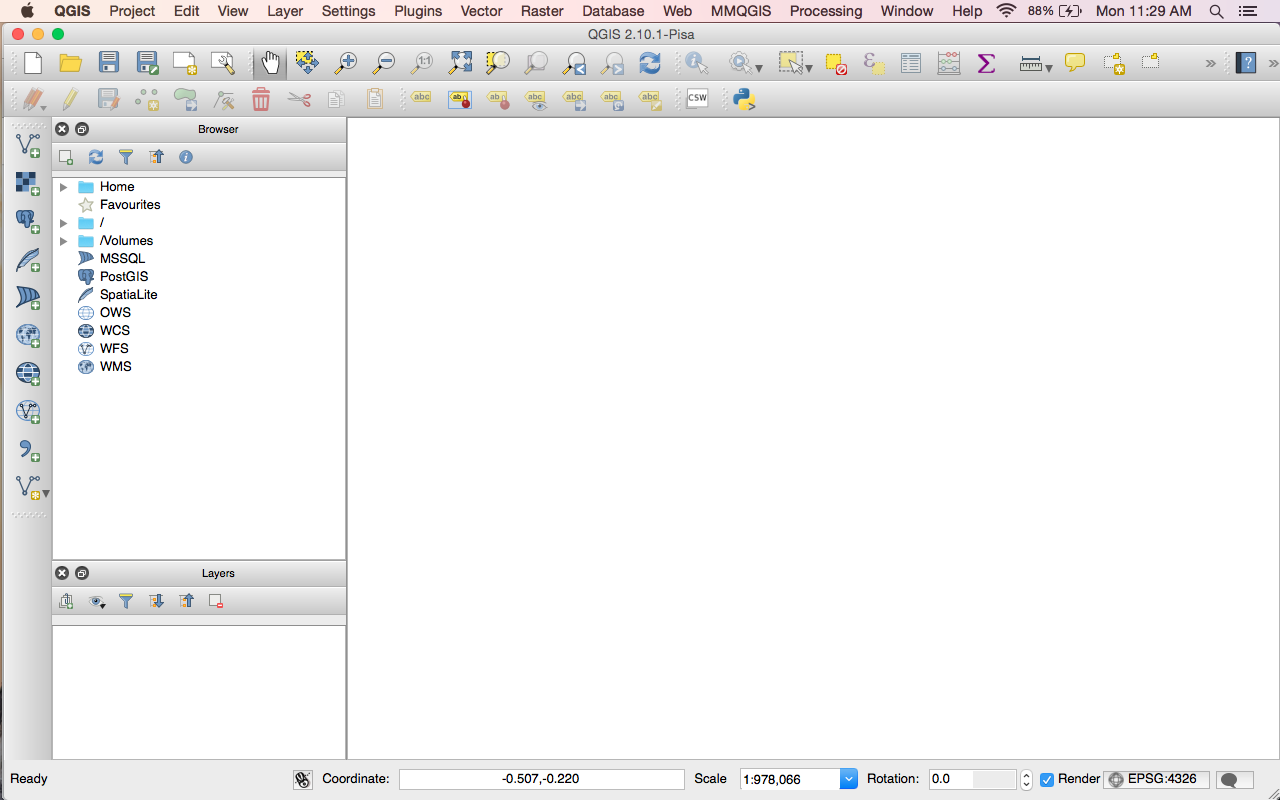 QGIS Project Edit View Layer Settings Plugins Vector Raster Database Web MMQGIS Processing Window Help 88% Mon 11:29 AM
QGIS 2.10.1-Pisa
1:1 Σ ?
abc ab ab abc abc abc abc CSW
Browser
Home
Favourites
/
/Volumes
MSSQL
PostGIS
SpatiaLite
OWS
WCS
WFS
WMS
Layers
Ready Coordinate: -0.507,-0.220 Scale 1:978,066 Rotation: 0.0 Render EPSG:4326